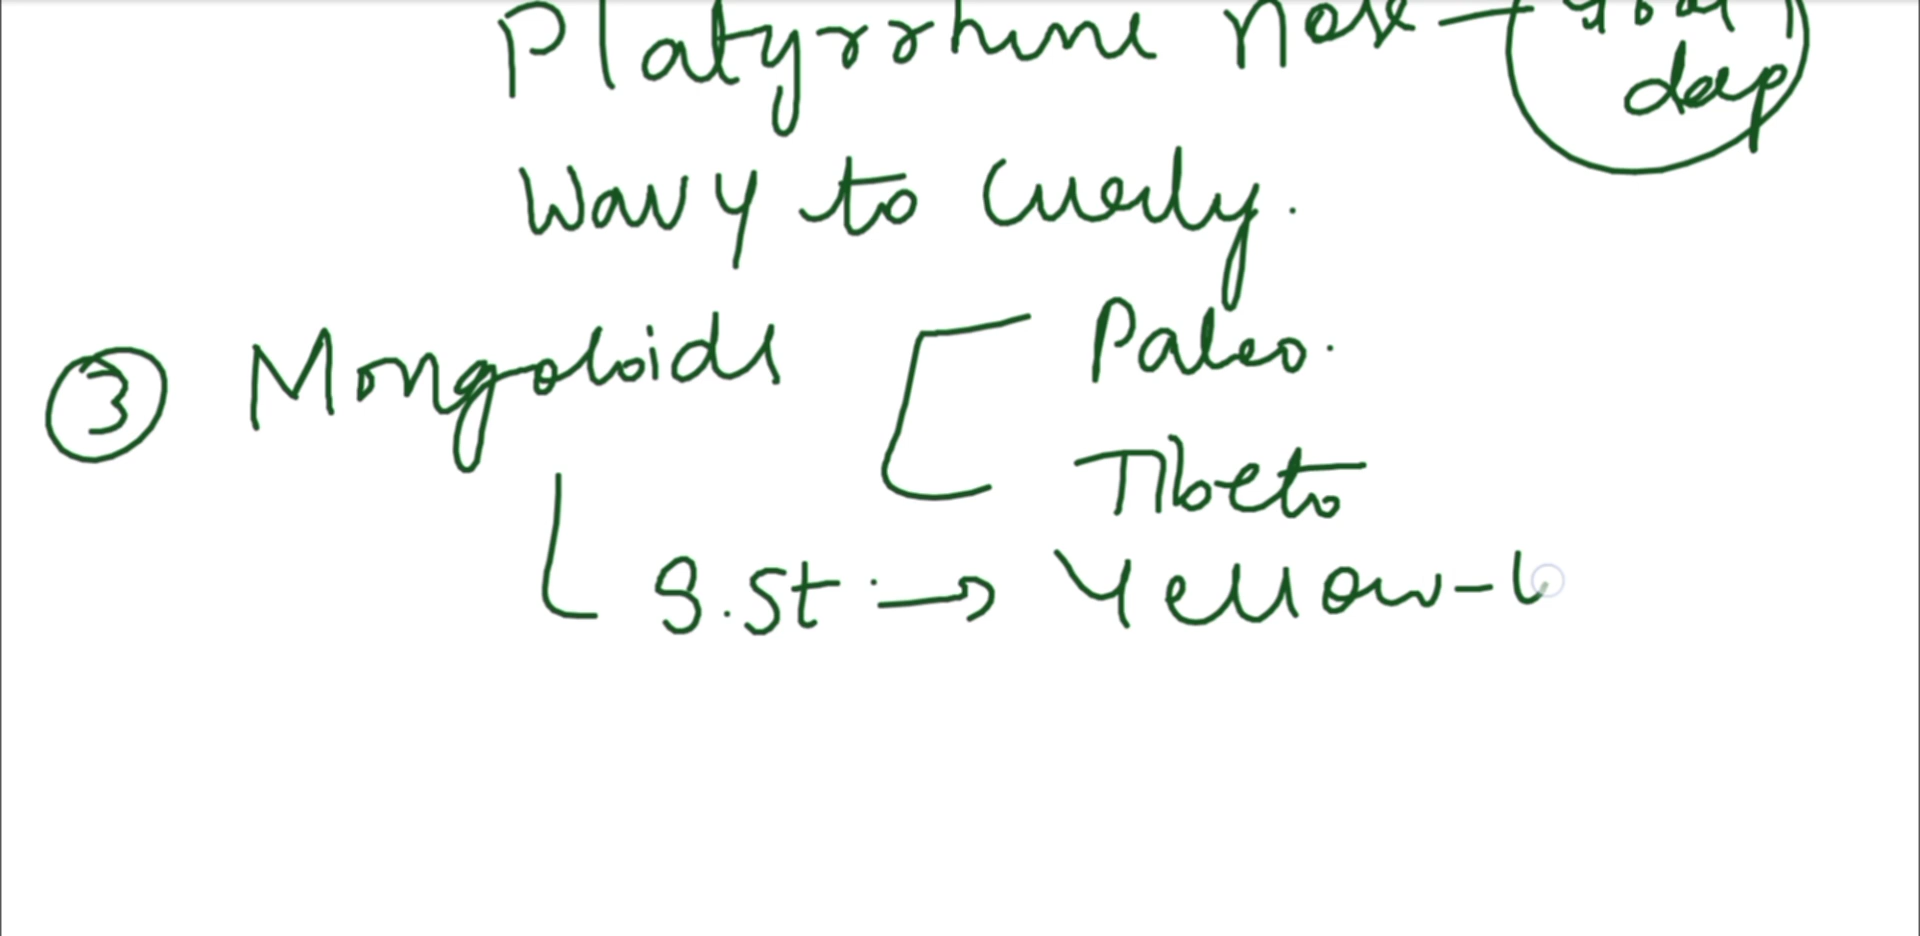 Platyrrhine nose —
deep
Wavy to Curly.
③ Mongoloids Paleo.
Tibeto
S.St. → Yellow-b